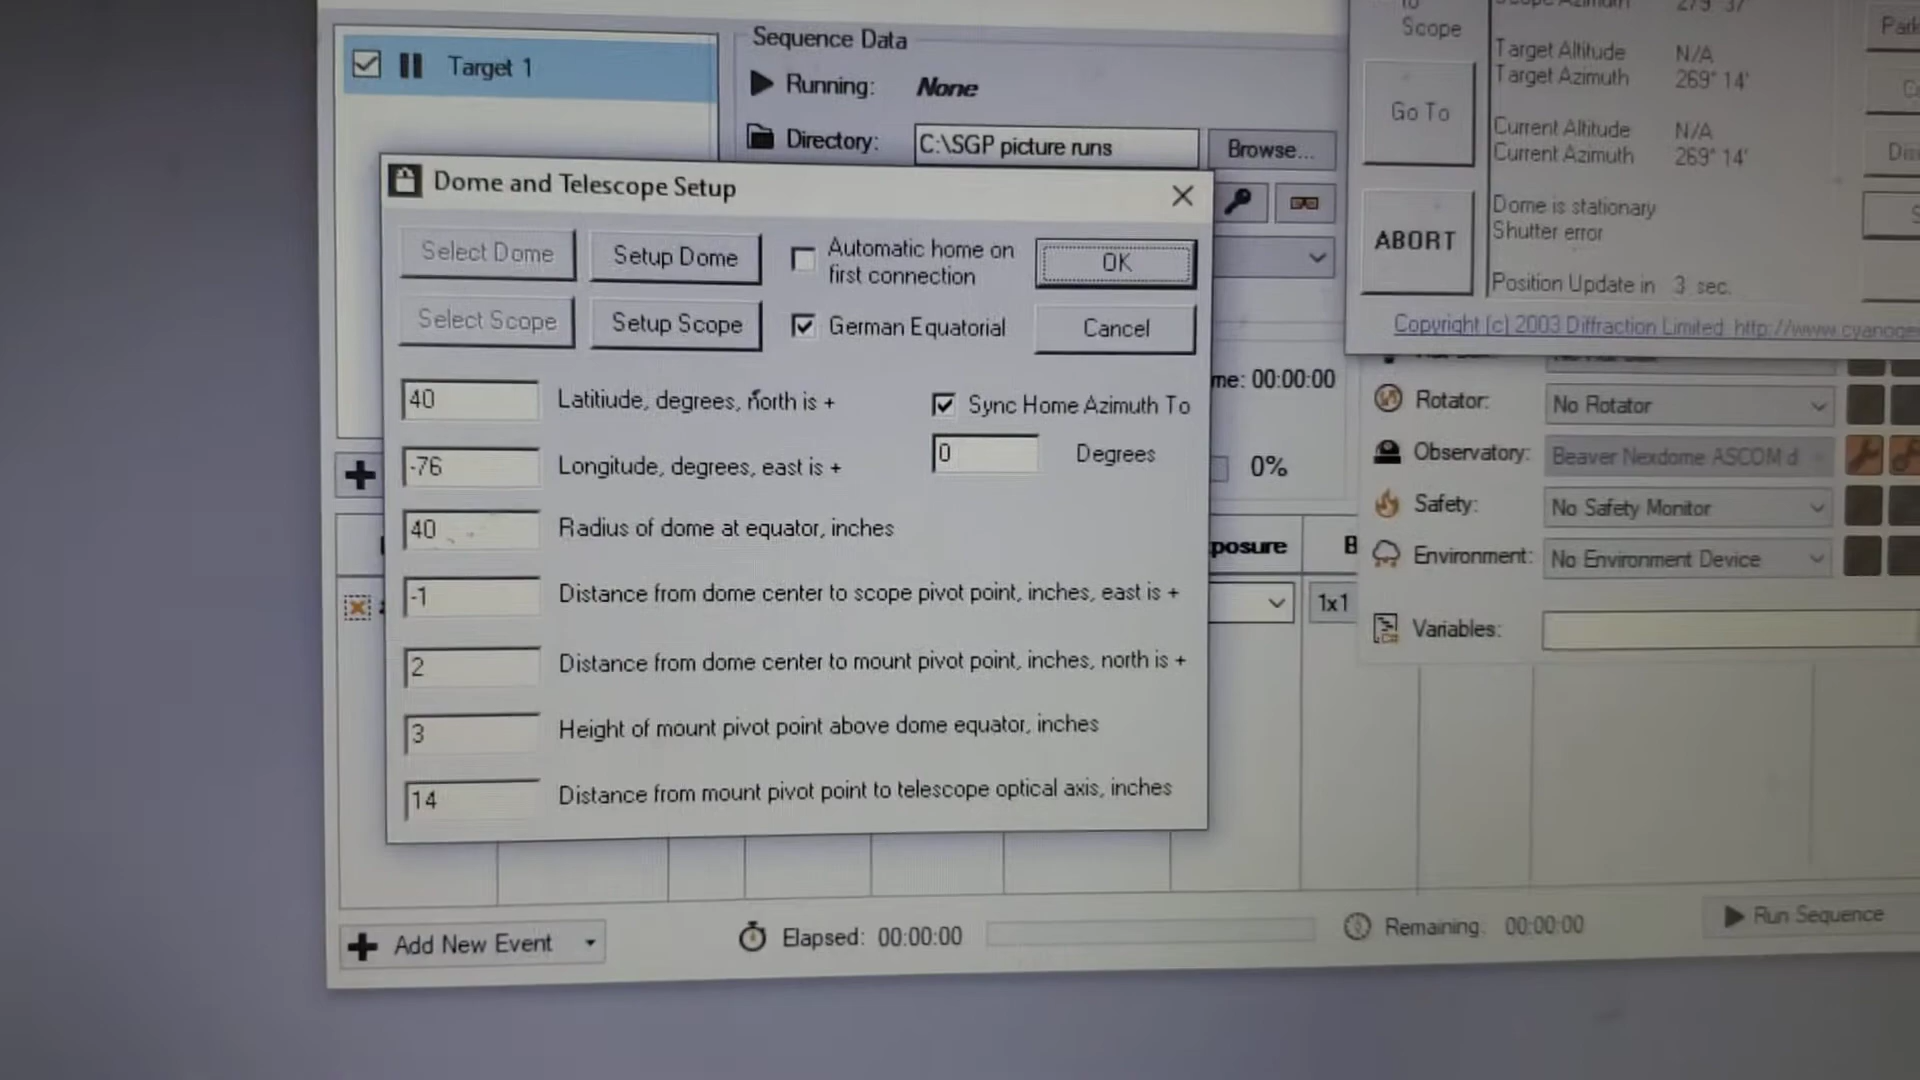 Target 1
Sequence Data
Running: None
Directory: C:\SGP picture runs Browse...
Scope
Go To
ABORT
Target Altitude N/A
Target Azimuth 269° 14'
Current Altitude N/A
Current Azimuth 269° 14'
Dome is stationary
Shutter error
Position Update in 3 sec.
Copyright (c) 2003 Diffraction Limited: http://www.cyanoge
Dome and Telescope Setup
Select Dome Setup Dome
Automatic home on
first connection
OK
Select Scope Setup Scope
German Equatorial
Cancel
40 Latitiude, degrees, north is +
Sync Home Azimuth To
0 Degrees
-76 Longitude, degrees, east is +
40 Radius of dome at equator, inches
-1 Distance from dome center to scope pivot point, inches, east is +
2 Distance from dome center to mount pivot point, inches, north is +
3 Height of mount pivot point above dome equator, inches
14 Distance from mount pivot point to telescope optical axis, inches
me: 00:00:00
0%
posure B
1x1
Rotator: No Rotator
Observatory: Beaver Nexdome ASCOM d
Safety: No Safety Monitor
Environment: No Environment Device
Variables:
Add New Event
Elapsed: 00:00:00
Remaining: 00:00:00
Run Sequence